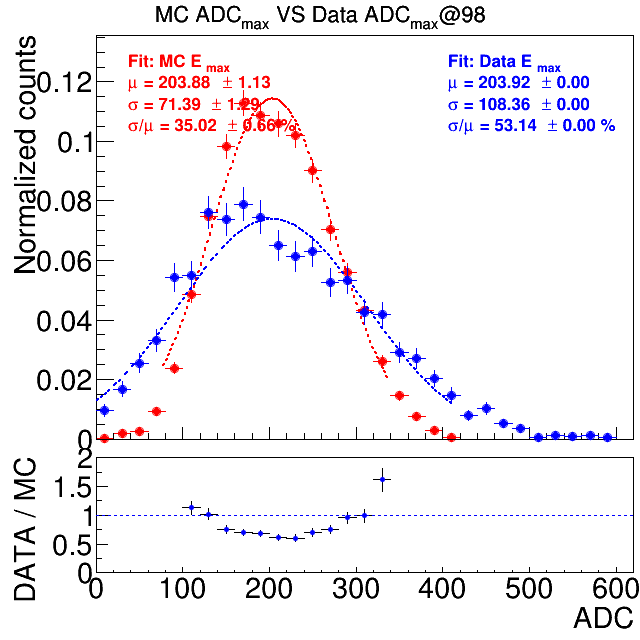 MC ADCmax VS Data ADCmax@98
Normalized counts
0.12
0.1
0.08
0.06
0.04
0.02
0
Fit: MC E max
μ = 203.88 ± 1.13
σ = 71.39 ± 1.29
σ/μ = 35.02 ± 0.66 %
Fit: Data E max
μ = 203.92 ± 0.00
σ = 108.36 ± 0.00
σ/μ = 53.14 ± 0.00 %
DATA / MC
2
1.5
1
0.5
0
0 100 200 300 400 500 600
ADC